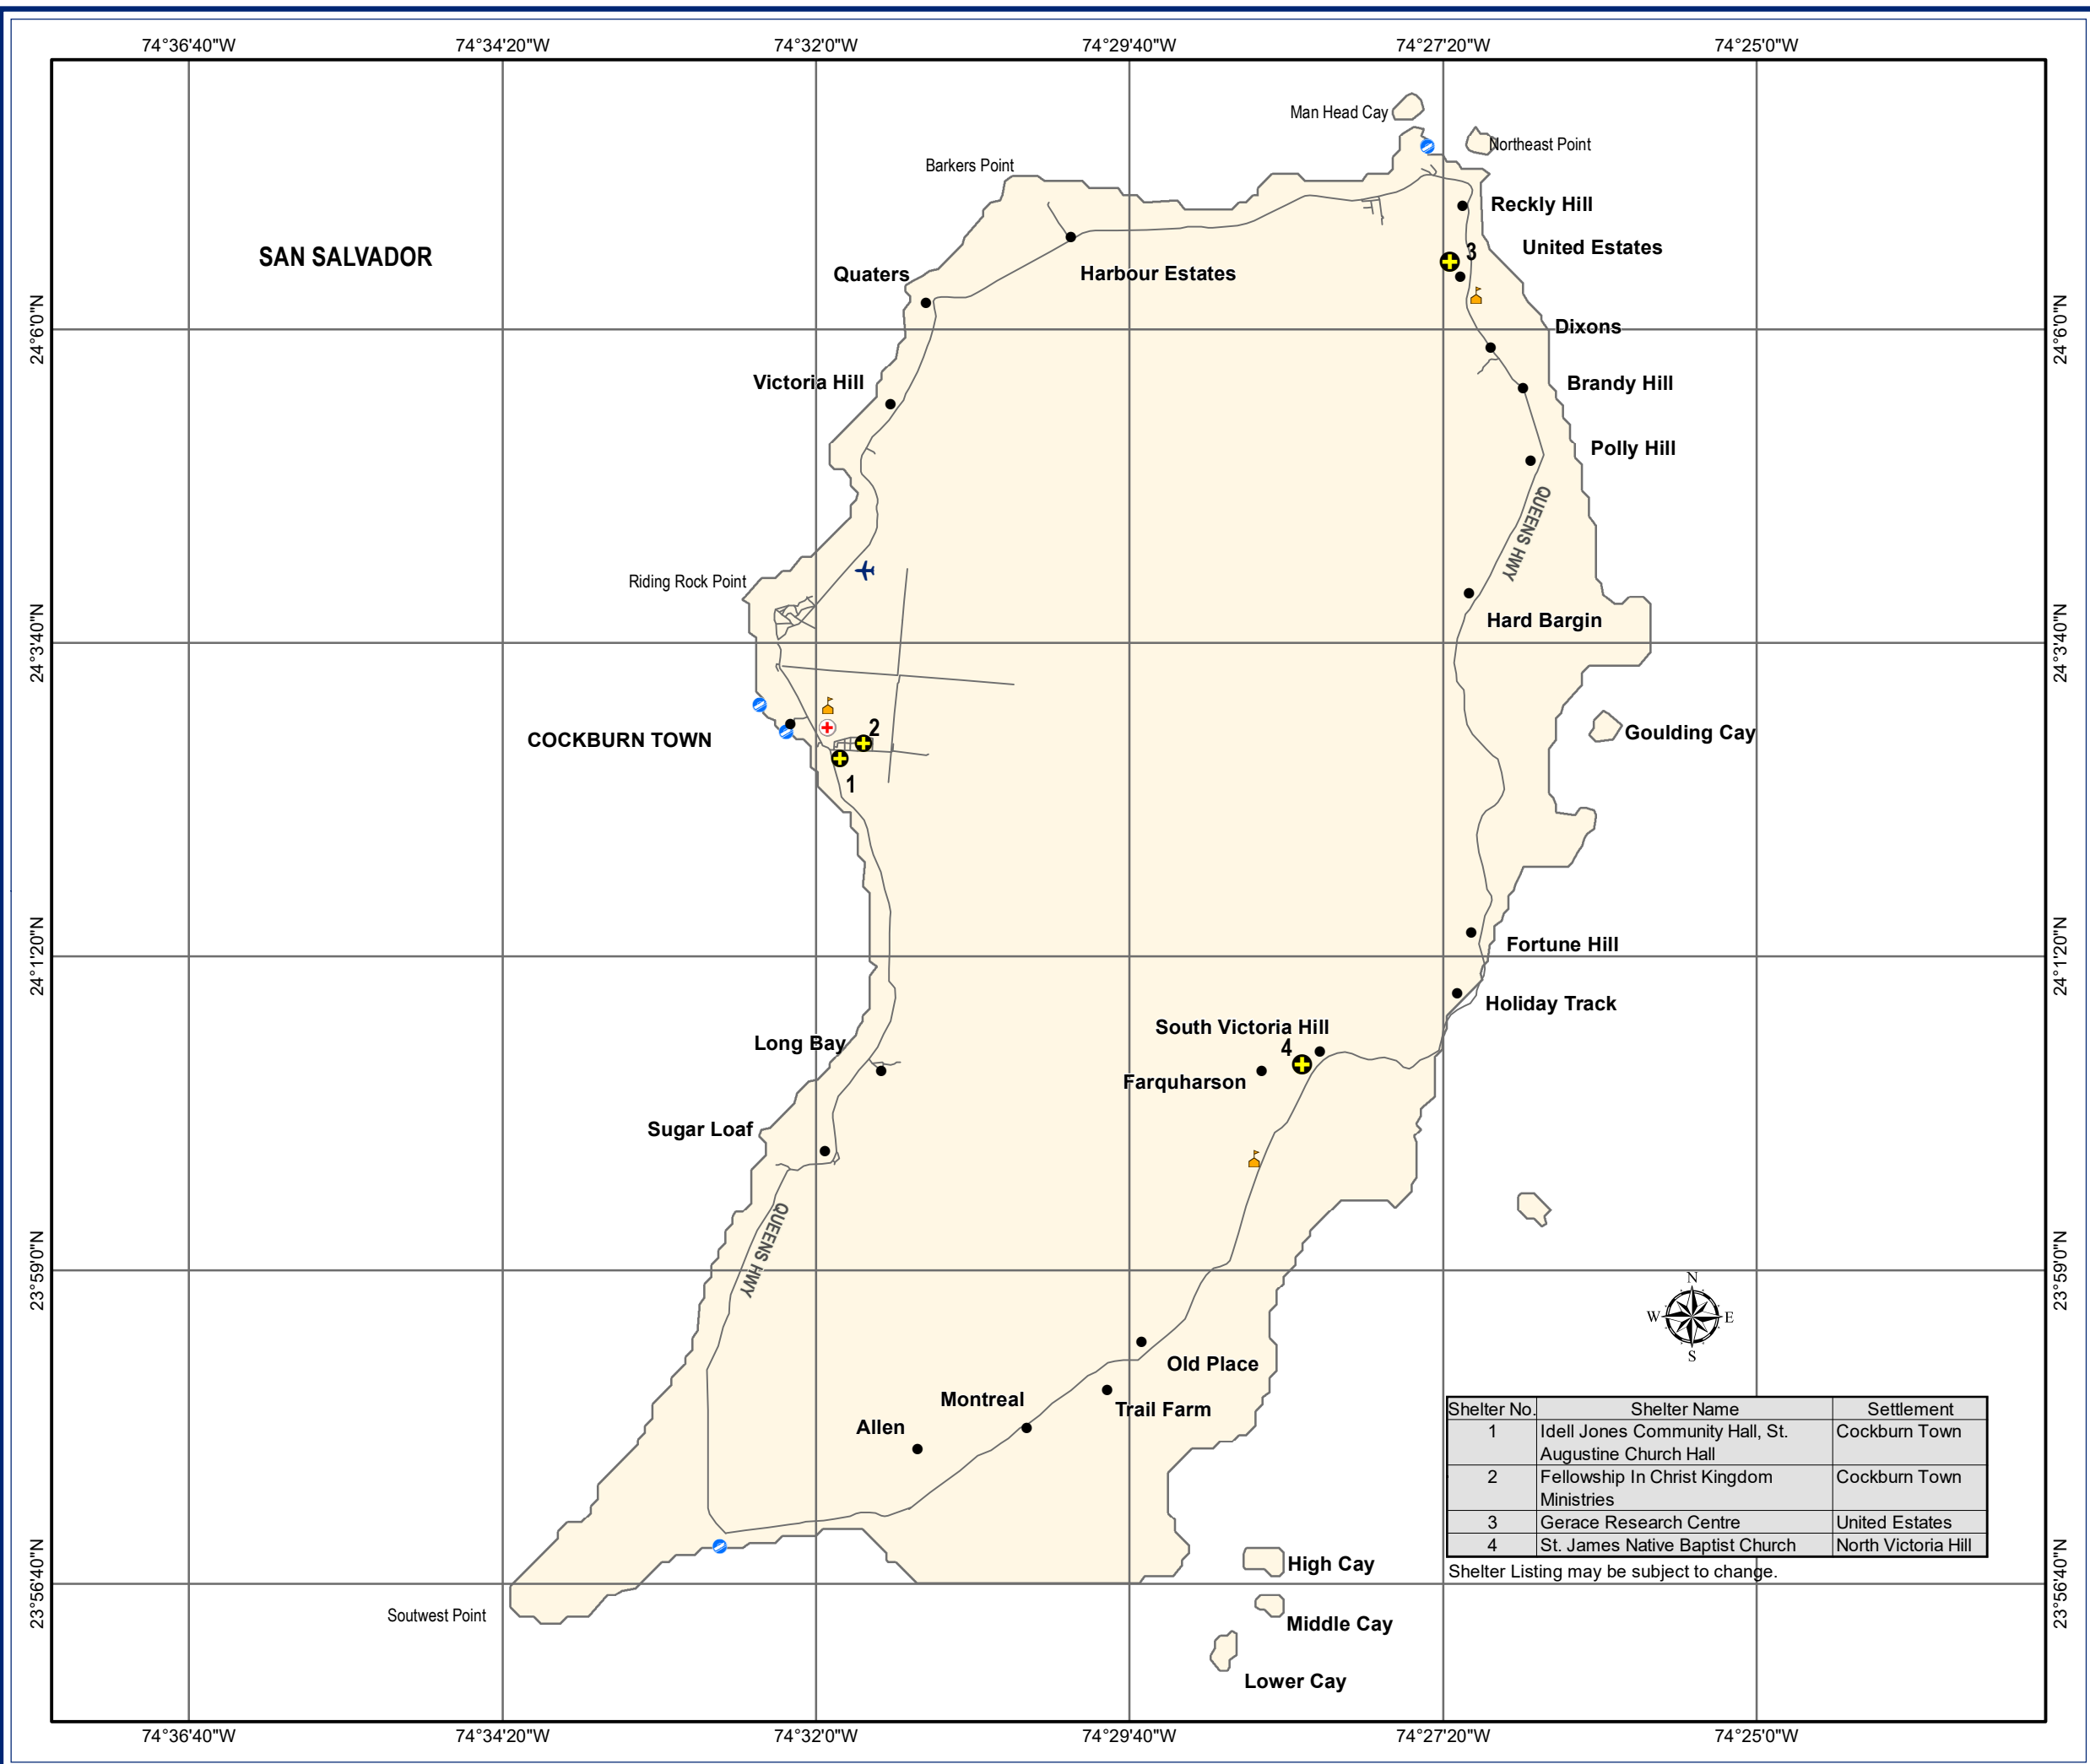 74°36'40"W 74°34'20"W 74°32'0"W 74°29'40"W 74°27'20"W 74°25'0"W
Man Head Cay
Northeast Point
Barkers Point
Reckly Hill
SAN SALVADOR
3
United Estates
Quaters
Harbour Estates
24°6'0"N
24°6'0"N
Dixons
Victoria Hill
Brandy Hill
Polly Hill
QUEENS HWY
Riding Rock Point
Hard Bargin
24°3'40"N
24°3'40"N
COCKBURN TOWN
2
Goulding Cay
1
Fortune Hill
24°1'20"N
24°1'20"N
Holiday Track
South Victoria Hill
Long Bay
4
Farquharson
Sugar Loaf
QUEENS HWY
23°59'0"N
23°59'0"N
N
W E
S
Old Place
Montreal
Trail Farm
Allen
Shelter No. Shelter Name Settlement
1 Idell Jones Community Hall, St. Cockburn Town
Augustine Church Hall
2 Fellowship In Christ Kingdom Cockburn Town
Ministries
3 Gerace Research Centre United Estates
4 St. James Native Baptist Church North Victoria Hill
Shelter Listing may be subject to change.
High Cay
23°56'40"N
23°56'40"N
Soutwest Point
Middle Cay
Lower Cay
74°36'40"W 74°34'20"W 74°32'0"W 74°29'40"W 74°27'20"W 74°25'0"W